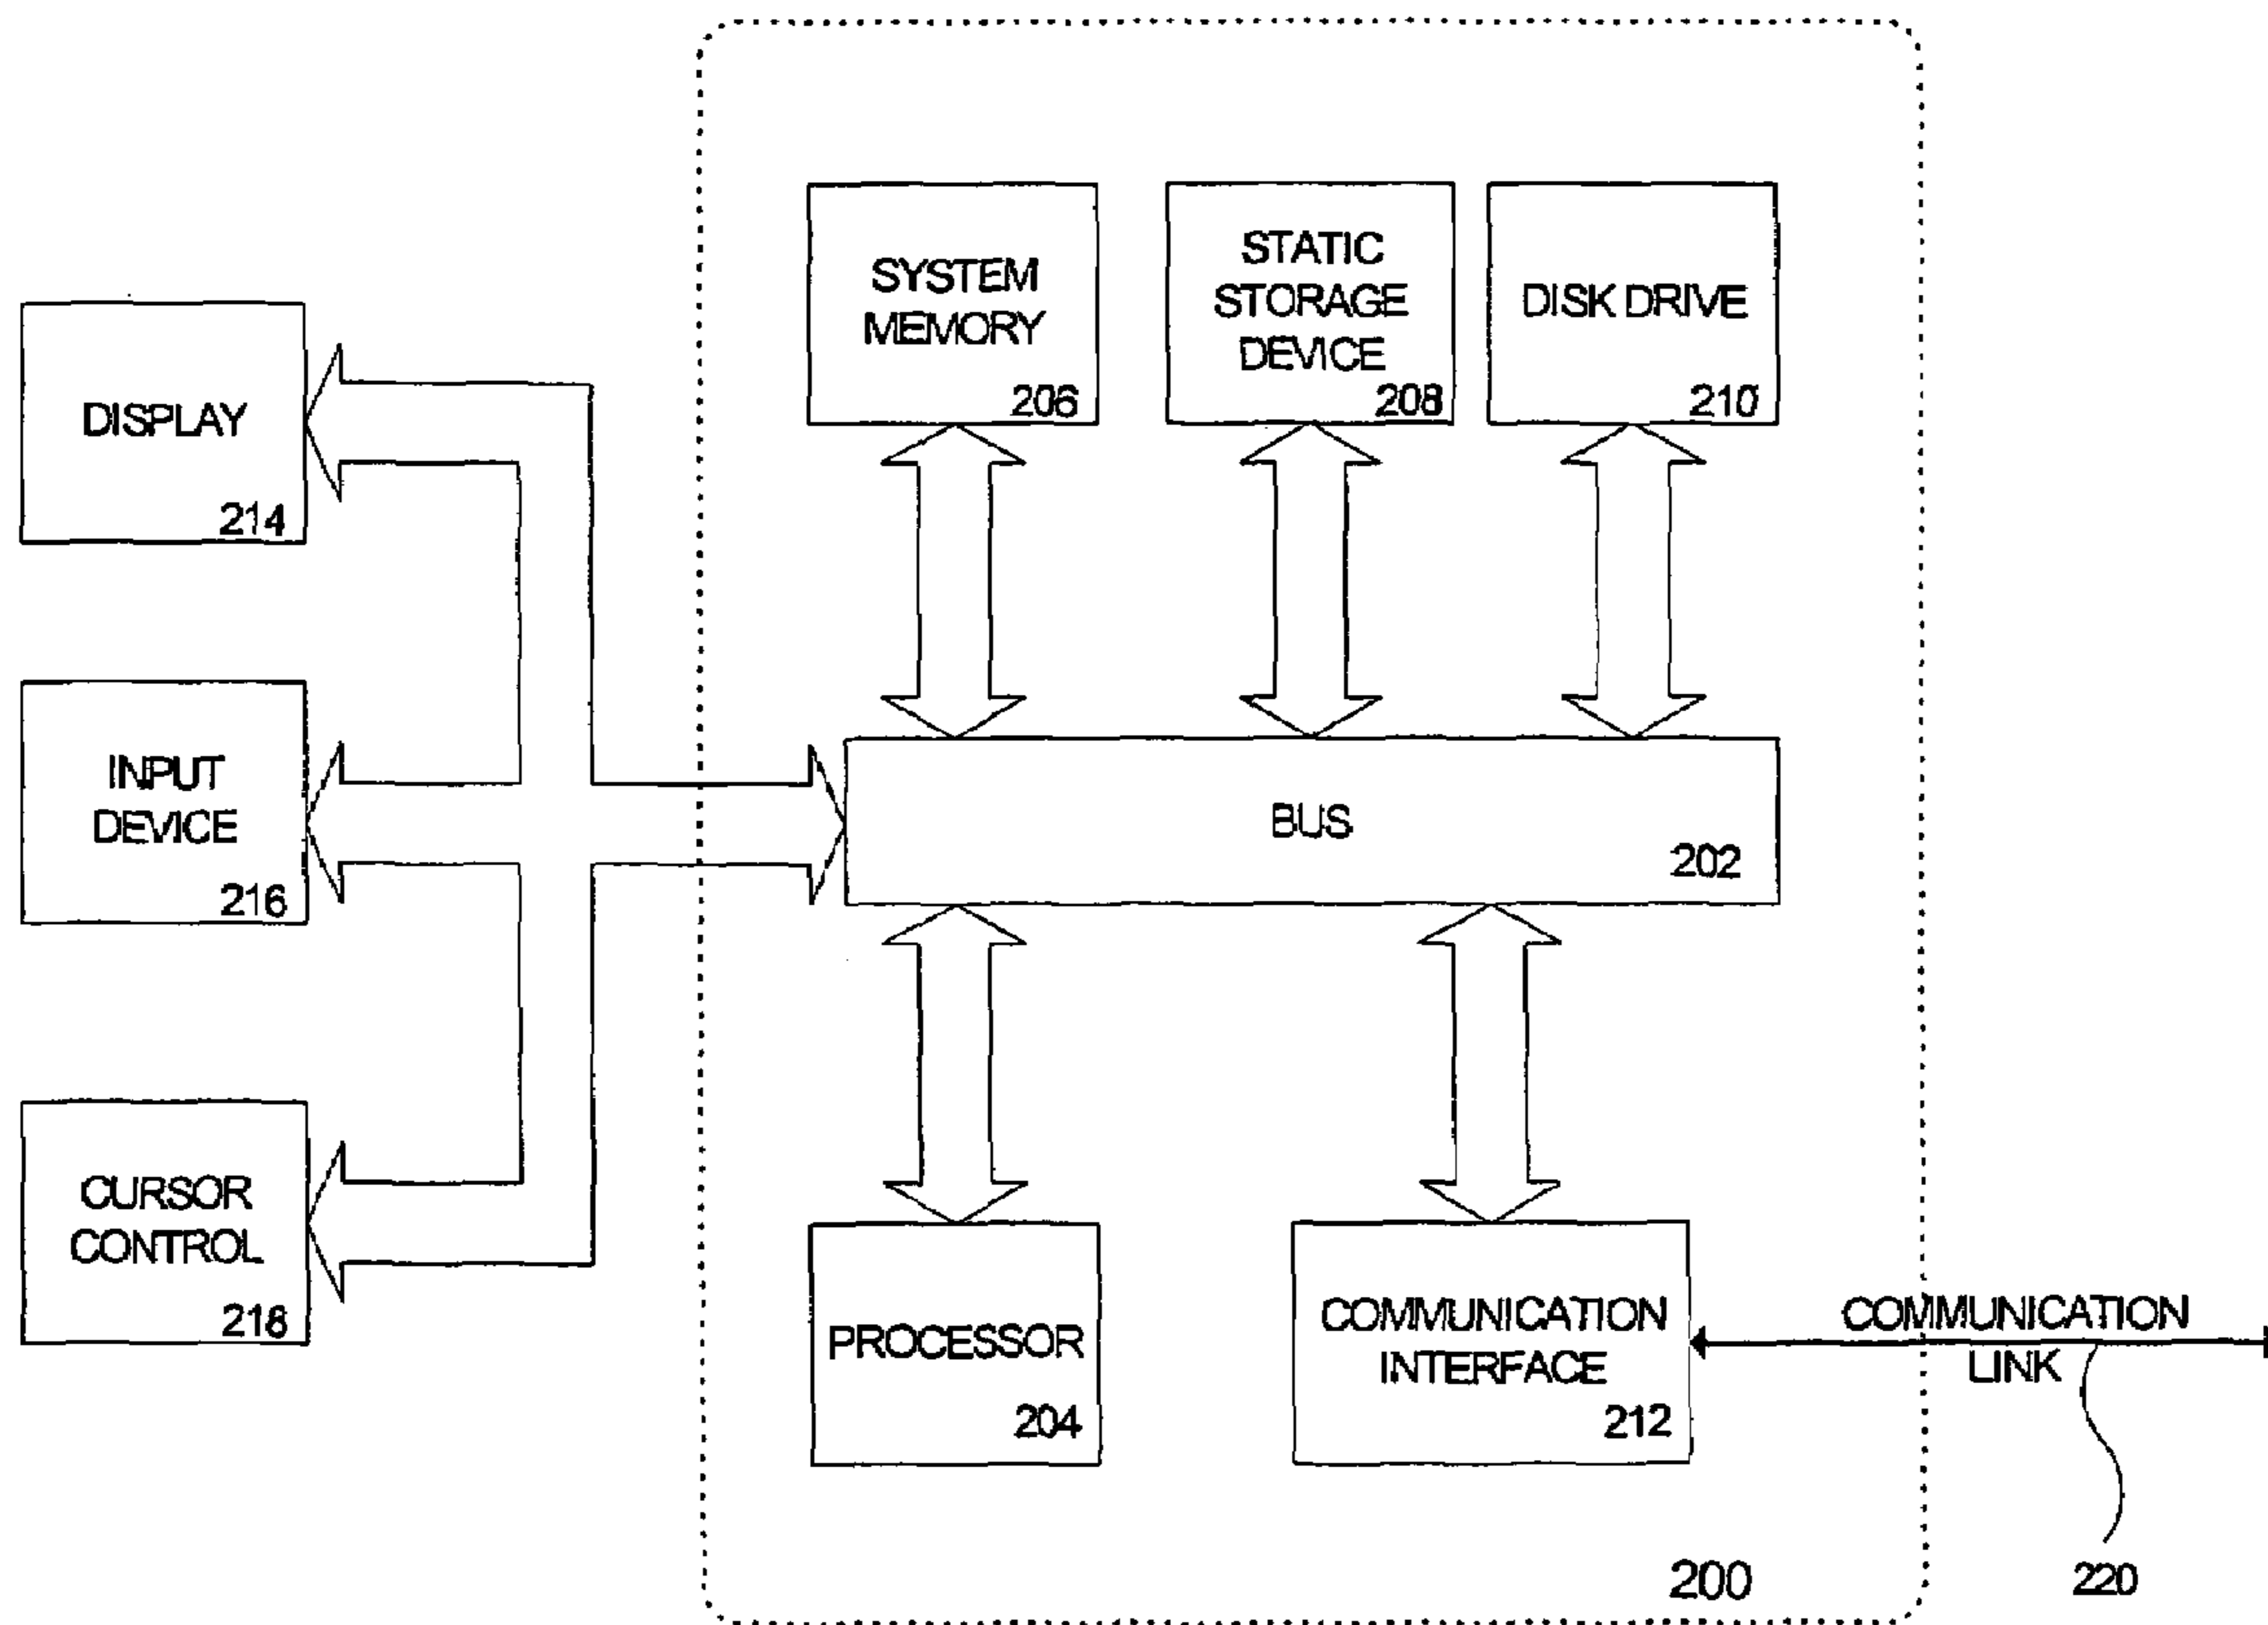 SYSTEM
MEMORY
206
STATIC
STORAGE
DEVICE
208
DISK DRIVE
210
DISPLAY
214
INPUT
DEVICE
216
BUS
202
CURSOR
CONTROL
218
PROCESSOR
204
COMMUNICATION
INTERFACE
212
COMMUNICATION
LINK
220
200